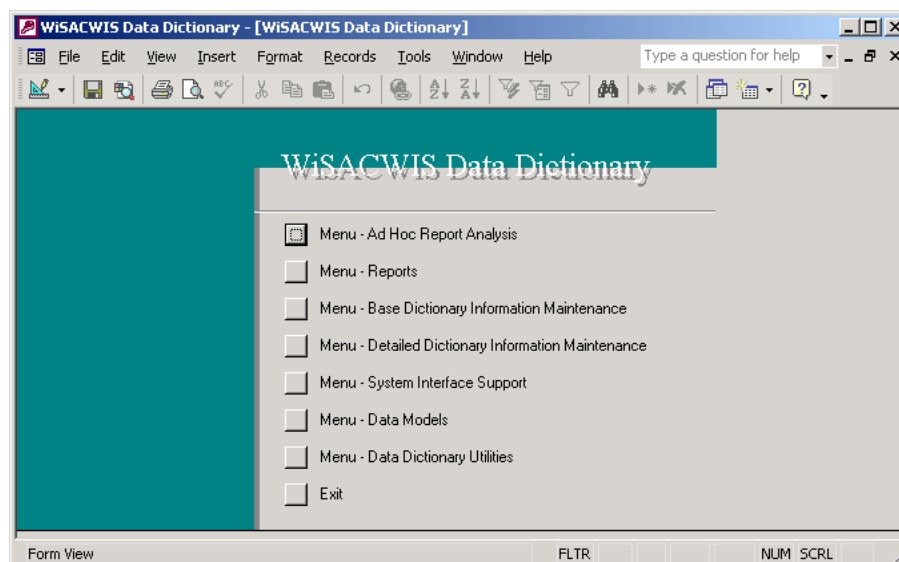 WiSACWIS Data Dictionary - [WiSACWIS Data Dictionary]
File Edit View Insert Format Records Tools Window Help Type a question for help
WiSACWIS Data Dictionary
Menu - Ad Hoc Report Analysis
Menu - Reports
Menu - Base Dictionary Information Maintenance
Menu - Detailed Dictionary Information Maintenance
Menu - System Interface Support
Menu - Data Models
Menu - Data Dictionary Utilities
Exit
Form View FLTR NUM SCRL